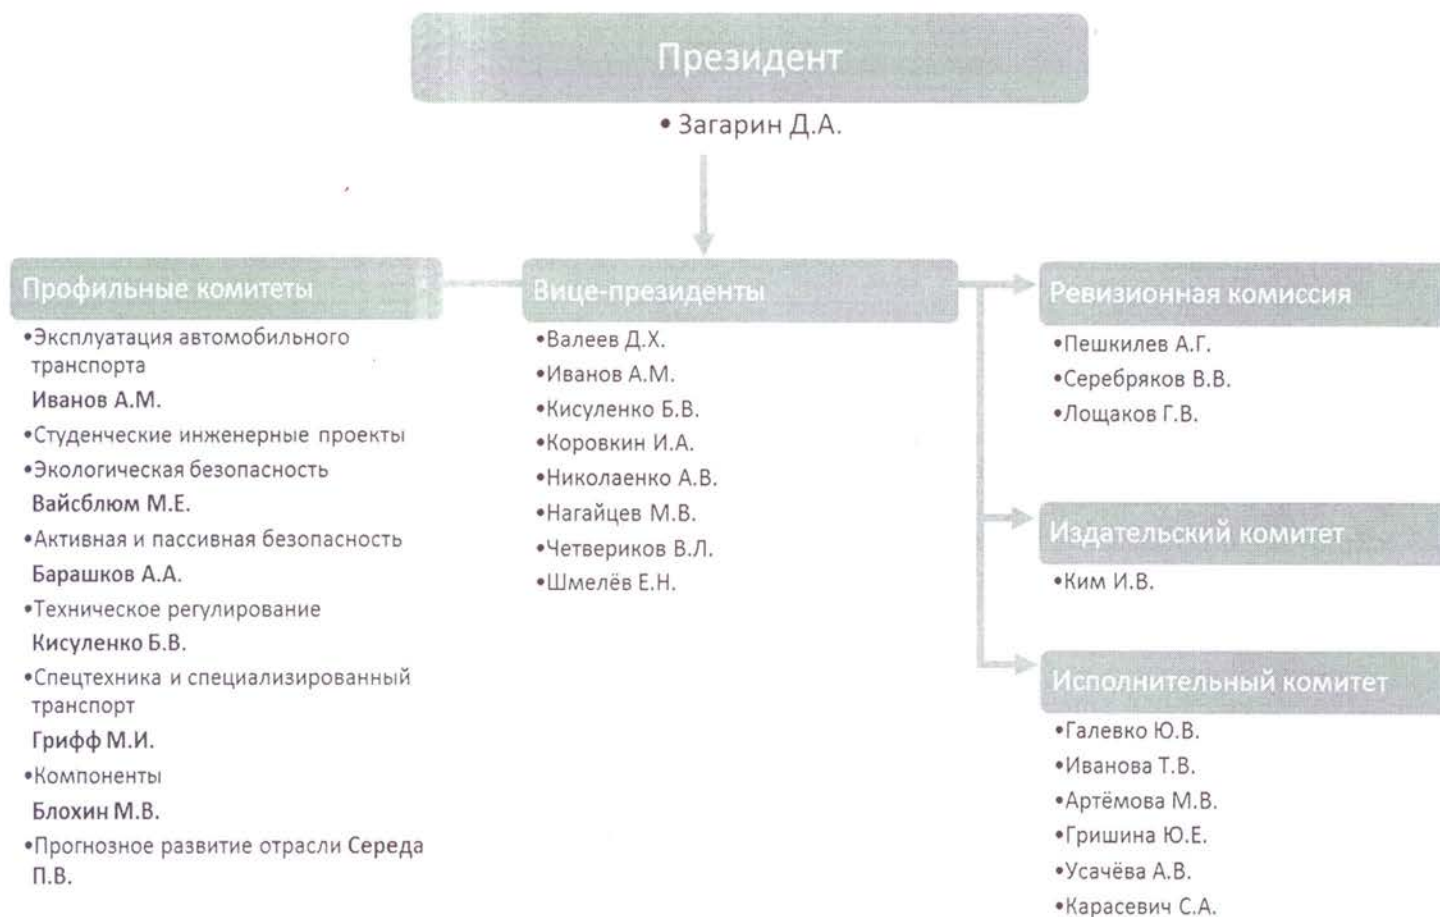 Президент
• Загарин Д.А.
Профильные комитеты
•Эксплуатация автомобильного
транспорта
Иванов А.М.
•Студенческие инженерные проекты
•Экологическая безопасность
Вайсблюм М.Е.
•Активная и пассивная безопасность
Барашков А.А.
•Техническое регулирование
Кисуленко Б.В.
•Спецтехника и специализированный
транспорт
Грифф М.И.
•Компоненты
Блохин М.В.
•Прогнозное развитие отрасли Середа
П.В.
Вице-президенты
•Валеев Д.Х.
•Иванов А.М.
•Кисуленко Б.В.
•Коровкин И.А.
•Николаенко А.В.
•Нагайцев М.В.
•Четвериков В.Л.
•Шмелёв Е.Н.
Ревизионная комиссия
•Пешкилев А.Г.
•Серебряков В.В.
•Лощаков Г.В.
Издательский комитет
•Ким И.В.
Исполнительный комитет
•Галевко Ю.В.
•Иванова Т.В.
•Артёмова М.В.
•Гришина Ю.Е.
•Усачёва А.В.
•Карасевич С.А.